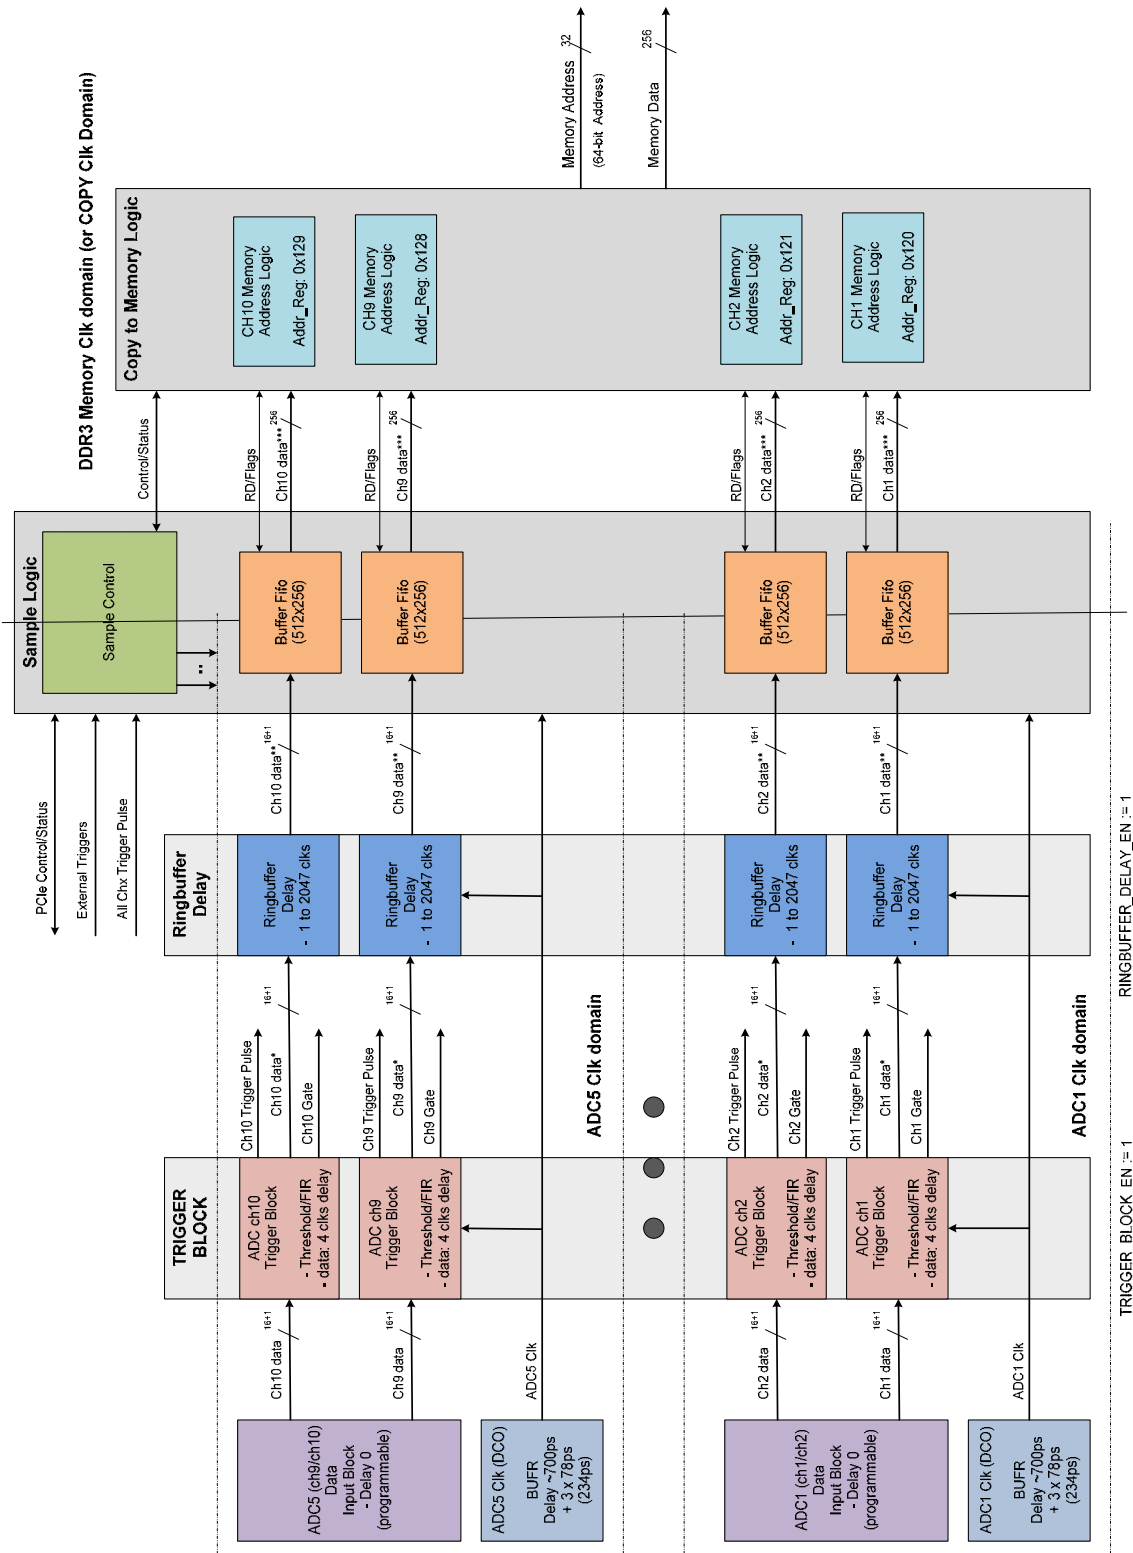 DDR3 Memory Clk domain (or COPY Clk Domain)
Sample Logic
Sample Control
PCIe Control/Status
External Triggers
All Chx Trigger Pulse
Control/Status
Copy to Memory Logic
Memory Address
32
(64-bit Address)
Memory Data
256
TRIGGER
BLOCK
Ringbuffer
Delay
ADC5 (ch9/ch10)
Data
Input Block
- Delay 0
(programmable)
Ch10 data
16+1
ADC ch10
Trigger Block
- Threshold/FIR
- data: 4 clks delay
Ch10 Trigger Pulse
Ch10 data*
16+1
Ch10 Gate
Ringbuffer
Delay
- 1 to 2047 clks
Ch10 data**
16+1
Buffer Fifo
(512x256)
RD/Flags
Ch10 data***
256
CH10 Memory
Address Logic
Addr_Reg: 0x129
Ch9 data
16+1
ADC ch9
Trigger Block
- Threshold/FIR
- data: 4 clks delay
Ch9 Trigger Pulse
Ch9 data*
16+1
Ch9 Gate
Ringbuffer
Delay
- 1 to 2047 clks
Ch9 data**
16+1
Buffer Fifo
(512x256)
RD/Flags
Ch9 data***
256
CH9 Memory
Address Logic
Addr_Reg: 0x128
ADC5 Clk (DCO)
BUFR
Delay ~700ps
+ 3 x 78ps
(234ps)
ADC5 Clk
ADC5 Clk domain
ADC1 (ch1/ch2)
Data
Input Block
- Delay 0
(programmable)
Ch2 data
16+1
ADC ch2
Trigger Block
- Threshold/FIR
- data: 4 clks delay
Ch2 Trigger Pulse
Ch2 data*
16+1
Ch2 Gate
Ringbuffer
Delay
- 1 to 2047 clks
Ch2 data**
16+1
Buffer Fifo
(512x256)
RD/Flags
Ch2 data***
256
CH2 Memory
Address Logic
Addr_Reg: 0x121
Ch1 data
16+1
ADC ch1
Trigger Block
- Threshold/FIR
- data: 4 clks delay
Ch1 Trigger Pulse
Ch1 data*
16+1
Ch1 Gate
Ringbuffer
Delay
- 1 to 2047 clks
Ch1 data**
16+1
Buffer Fifo
(512x256)
RD/Flags
Ch1 data***
256
CH1 Memory
Address Logic
Addr_Reg: 0x120
ADC1 Clk (DCO)
BUFR
Delay ~700ps
+ 3 x 78ps
(234ps)
ADC1 Clk
ADC1 Clk domain
TRIGGER_BLOCK_EN := 1
RINGBUFFER_DELAY_EN := 1